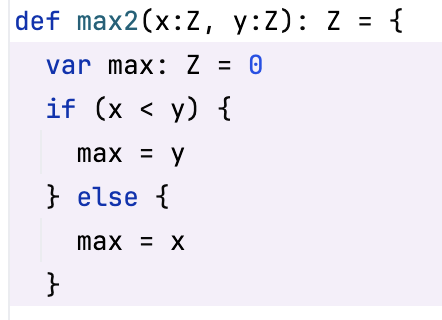 def max2(x:Z, y:Z): Z = {
  var max: Z = 0
  if (x < y) {
    max = y
  } else {
    max = x
  }